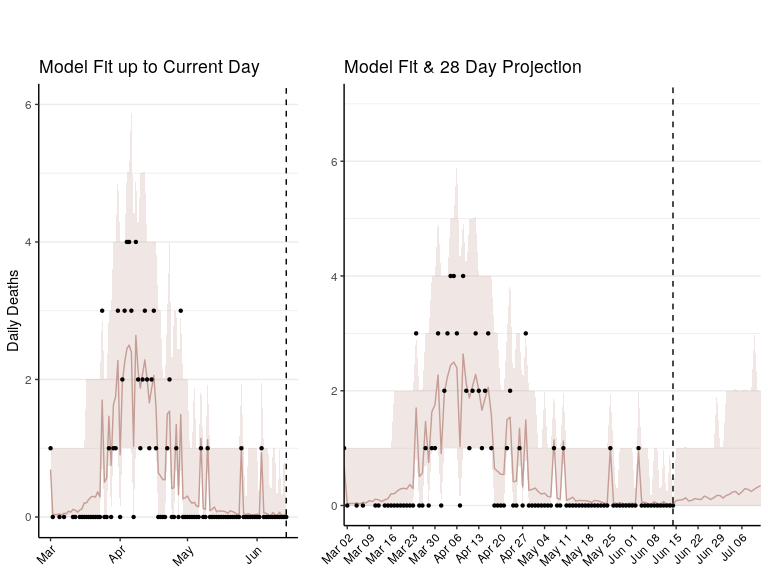 Model Fit up to Current Day
Model Fit & 28 Day Projection
Daily Deaths
6
4
2
0
Mar
Apr
May
Jun
6
4
2
0
Mar 02
Mar 09
Mar 16
Mar 23
Mar 30
Apr 06
Apr 13
Apr 20
Apr 27
May 04
May 11
May 18
May 25
Jun 01
Jun 08
Jun 15
Jun 22
Jun 29
Jul 06